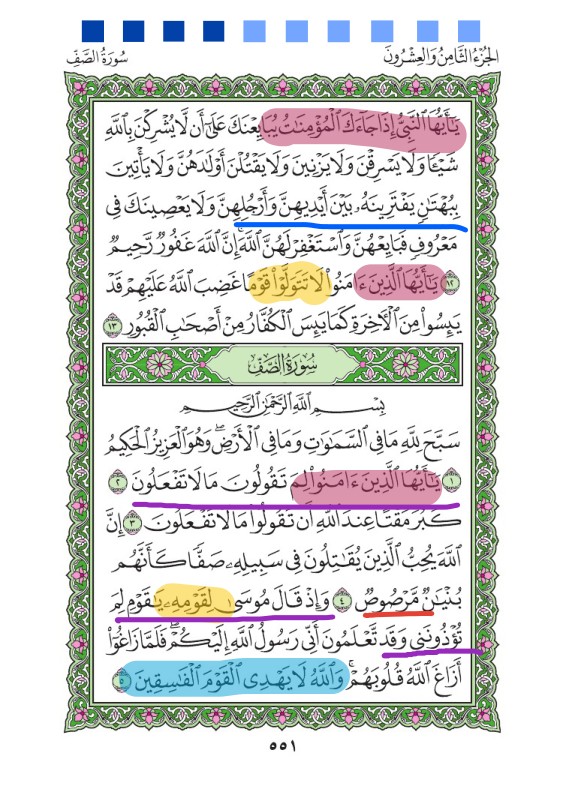 الجُزْءُ الثَّامِنُ وَالعِشْرُونَ
سُورَةُ الصَّفِّ
يَـٰٓأَيُّهَا ٱلنَّبِىُّ إِذَا جَآءَكَ ٱلْمُؤْمِنَـٰتُ يُبَايِعْنَكَ عَلَىٰٓ أَن لَّا يُشْرِكْنَ بِٱللَّهِ
شَيْـًٔا وَلَا يَسْرِقْنَ وَلَا يَزْنِينَ وَلَا يَقْتُلْنَ أَوْلَـٰدَهُنَّ وَلَا يَأْتِينَ
بِبُهْتَـٰنٍ يَفْتَرِينَهُۥ بَيْنَ أَيْدِيهِنَّ وَأَرْجُلِهِنَّ وَلَا يَعْصِينَكَ فِى
مَعْرُوفٍ فَبَايِعْهُنَّ وَٱسْتَغْفِرْ لَهُنَّ ٱللَّهَ إِنَّ ٱللَّهَ غَفُورٌ رَّحِيمٌ
١٢ يَـٰٓأَيُّهَا ٱلَّذِينَ ءَامَنُوا۟ لَا تَتَوَلَّوْا۟ قَوْمًا غَضِبَ ٱللَّهُ عَلَيْهِمْ قَدْ
يَئِسُوا۟ مِنَ ٱلْـَٔاخِرَةِ كَمَا يَئِسَ ٱلْكُفَّارُ مِنْ أَصْحَـٰبِ ٱلْقُبُورِ ١٣
سُورَةُ الصَّفِّ
بِسْمِ ٱللَّهِ ٱلرَّحْمَـٰنِ ٱلرَّحِيمِ
سَبَّحَ لِلَّهِ مَا فِى ٱلسَّمَـٰوَٰتِ وَمَا فِى ٱلْأَرْضِ ۖ وَهُوَ ٱلْعَزِيزُ ٱلْحَكِيمُ
١ يَـٰٓأَيُّهَا ٱلَّذِينَ ءَامَنُوا۟ لِمَ تَقُولُونَ مَا لَا تَفْعَلُونَ ٢
كَبُرَ مَقْتًا عِندَ ٱللَّهِ أَن تَقُولُوا۟ مَا لَا تَفْعَلُونَ ٣ إِنَّ
ٱللَّهَ يُحِبُّ ٱلَّذِينَ يُقَـٰتِلُونَ فِى سَبِيلِهِۦ صَفًّا كَأَنَّهُم
بُنْيَـٰنٌ مَّرْصُوصٌ ٤ وَإِذْ قَالَ مُوسَىٰ لِقَوْمِهِۦ يَـٰقَوْمِ لِمَ
تُؤْذُونَنِى وَقَد تَّعْلَمُونَ أَنِّى رَسُولُ ٱللَّهِ إِلَيْكُمْ ۖ فَلَمَّا زَاغُوٓا۟
أَزَاغَ ٱللَّهُ قُلُوبَهُمْ ۚ وَٱللَّهُ لَا يَهْدِى ٱلْقَوْمَ ٱلْفَـٰسِقِينَ ٥
٥٥١